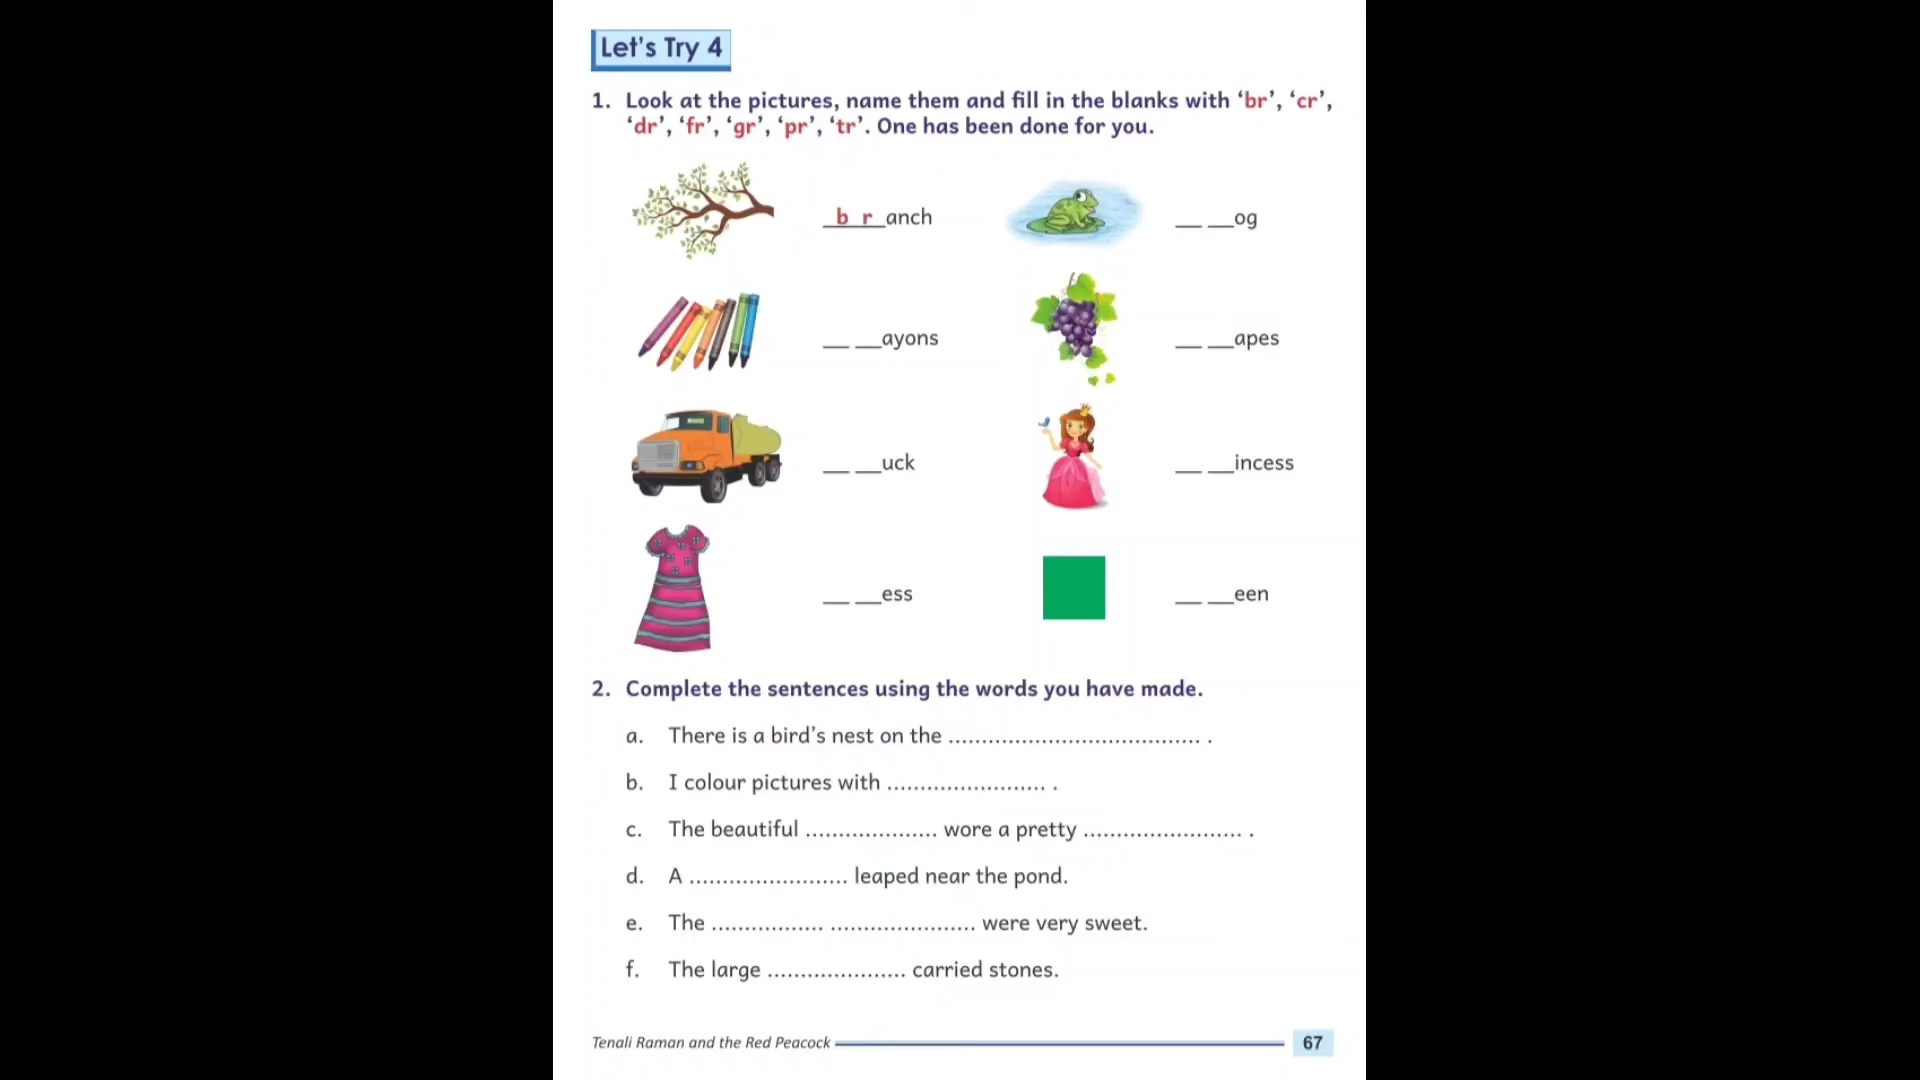 Let's Try 4
1. Look at the pictures, name them and fill in the blanks with ‘br’, ‘cr’,
‘dr’, ‘fr’, ‘gr’, ‘pr’, ‘tr’. One has been done for you.
b r anch
__ __og
__ __ayons
__ __apes
__ __uck
__ __incess
__ __ess
__ __een
2. Complete the sentences using the words you have made.
a. There is a bird's nest on the ...................................... .
b. I colour pictures with ........................ .
c. The beautiful .................... wore a pretty ........................ .
d. A ........................ leaped near the pond.
e. The ................. ...................... were very sweet.
f. The large ..................... carried stones.
Tenali Raman and the Red Peacock 67